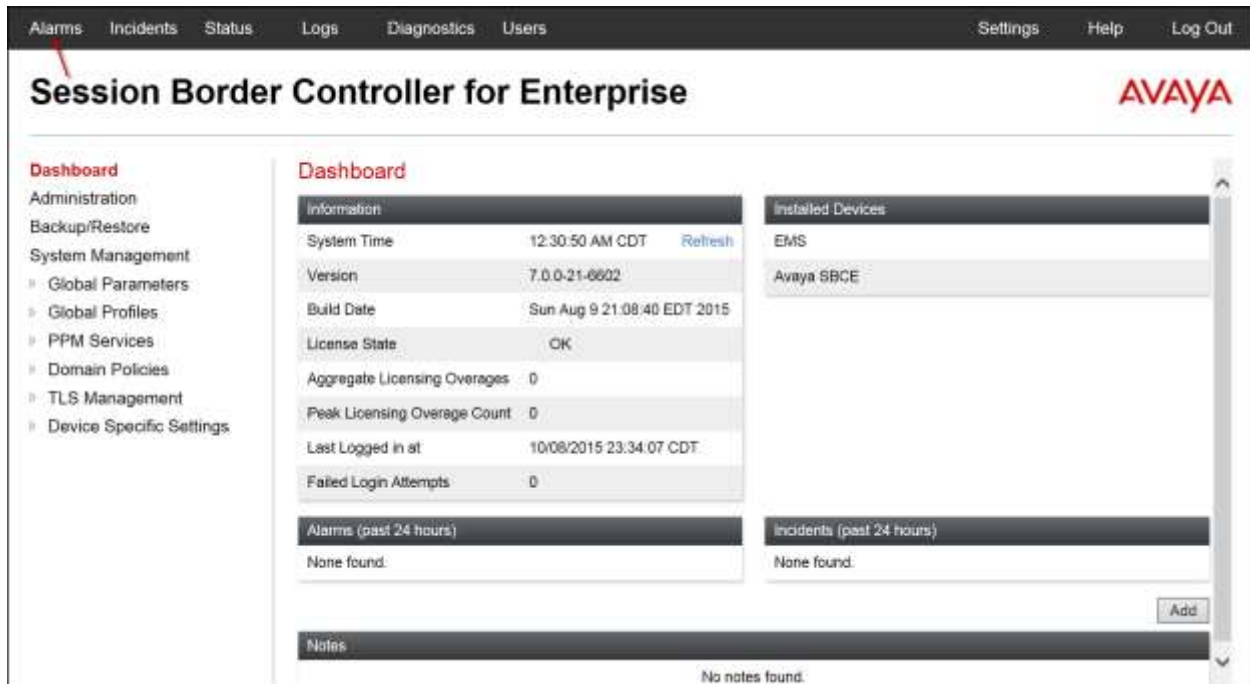 Alarms Incidents Status Logs Diagnostics Users Settings Help Log Out
Session Border Controller for Enterprise
AVAYA
Dashboard
Administration
Backup/Restore
System Management
Global Parameters
Global Profiles
PPM Services
Domain Policies
TLS Management
Device Specific Settings
Dashboard
Information
System Time 12:30:50 AM CDT Refresh
Version 7.0.0-21-6602
Build Date Sun Aug 9 21:08:40 EDT 2015
License State OK
Aggregate Licensing Overages 0
Peak Licensing Overage Count 0
Last Logged in at 10/08/2015 23:34:07 CDT
Failed Login Attempts 0
Installed Devices
EMS
Avaya SBCE
Alarms (past 24 hours)
None found.
Incidents (past 24 hours)
None found.
Add
Notes
No notes found.